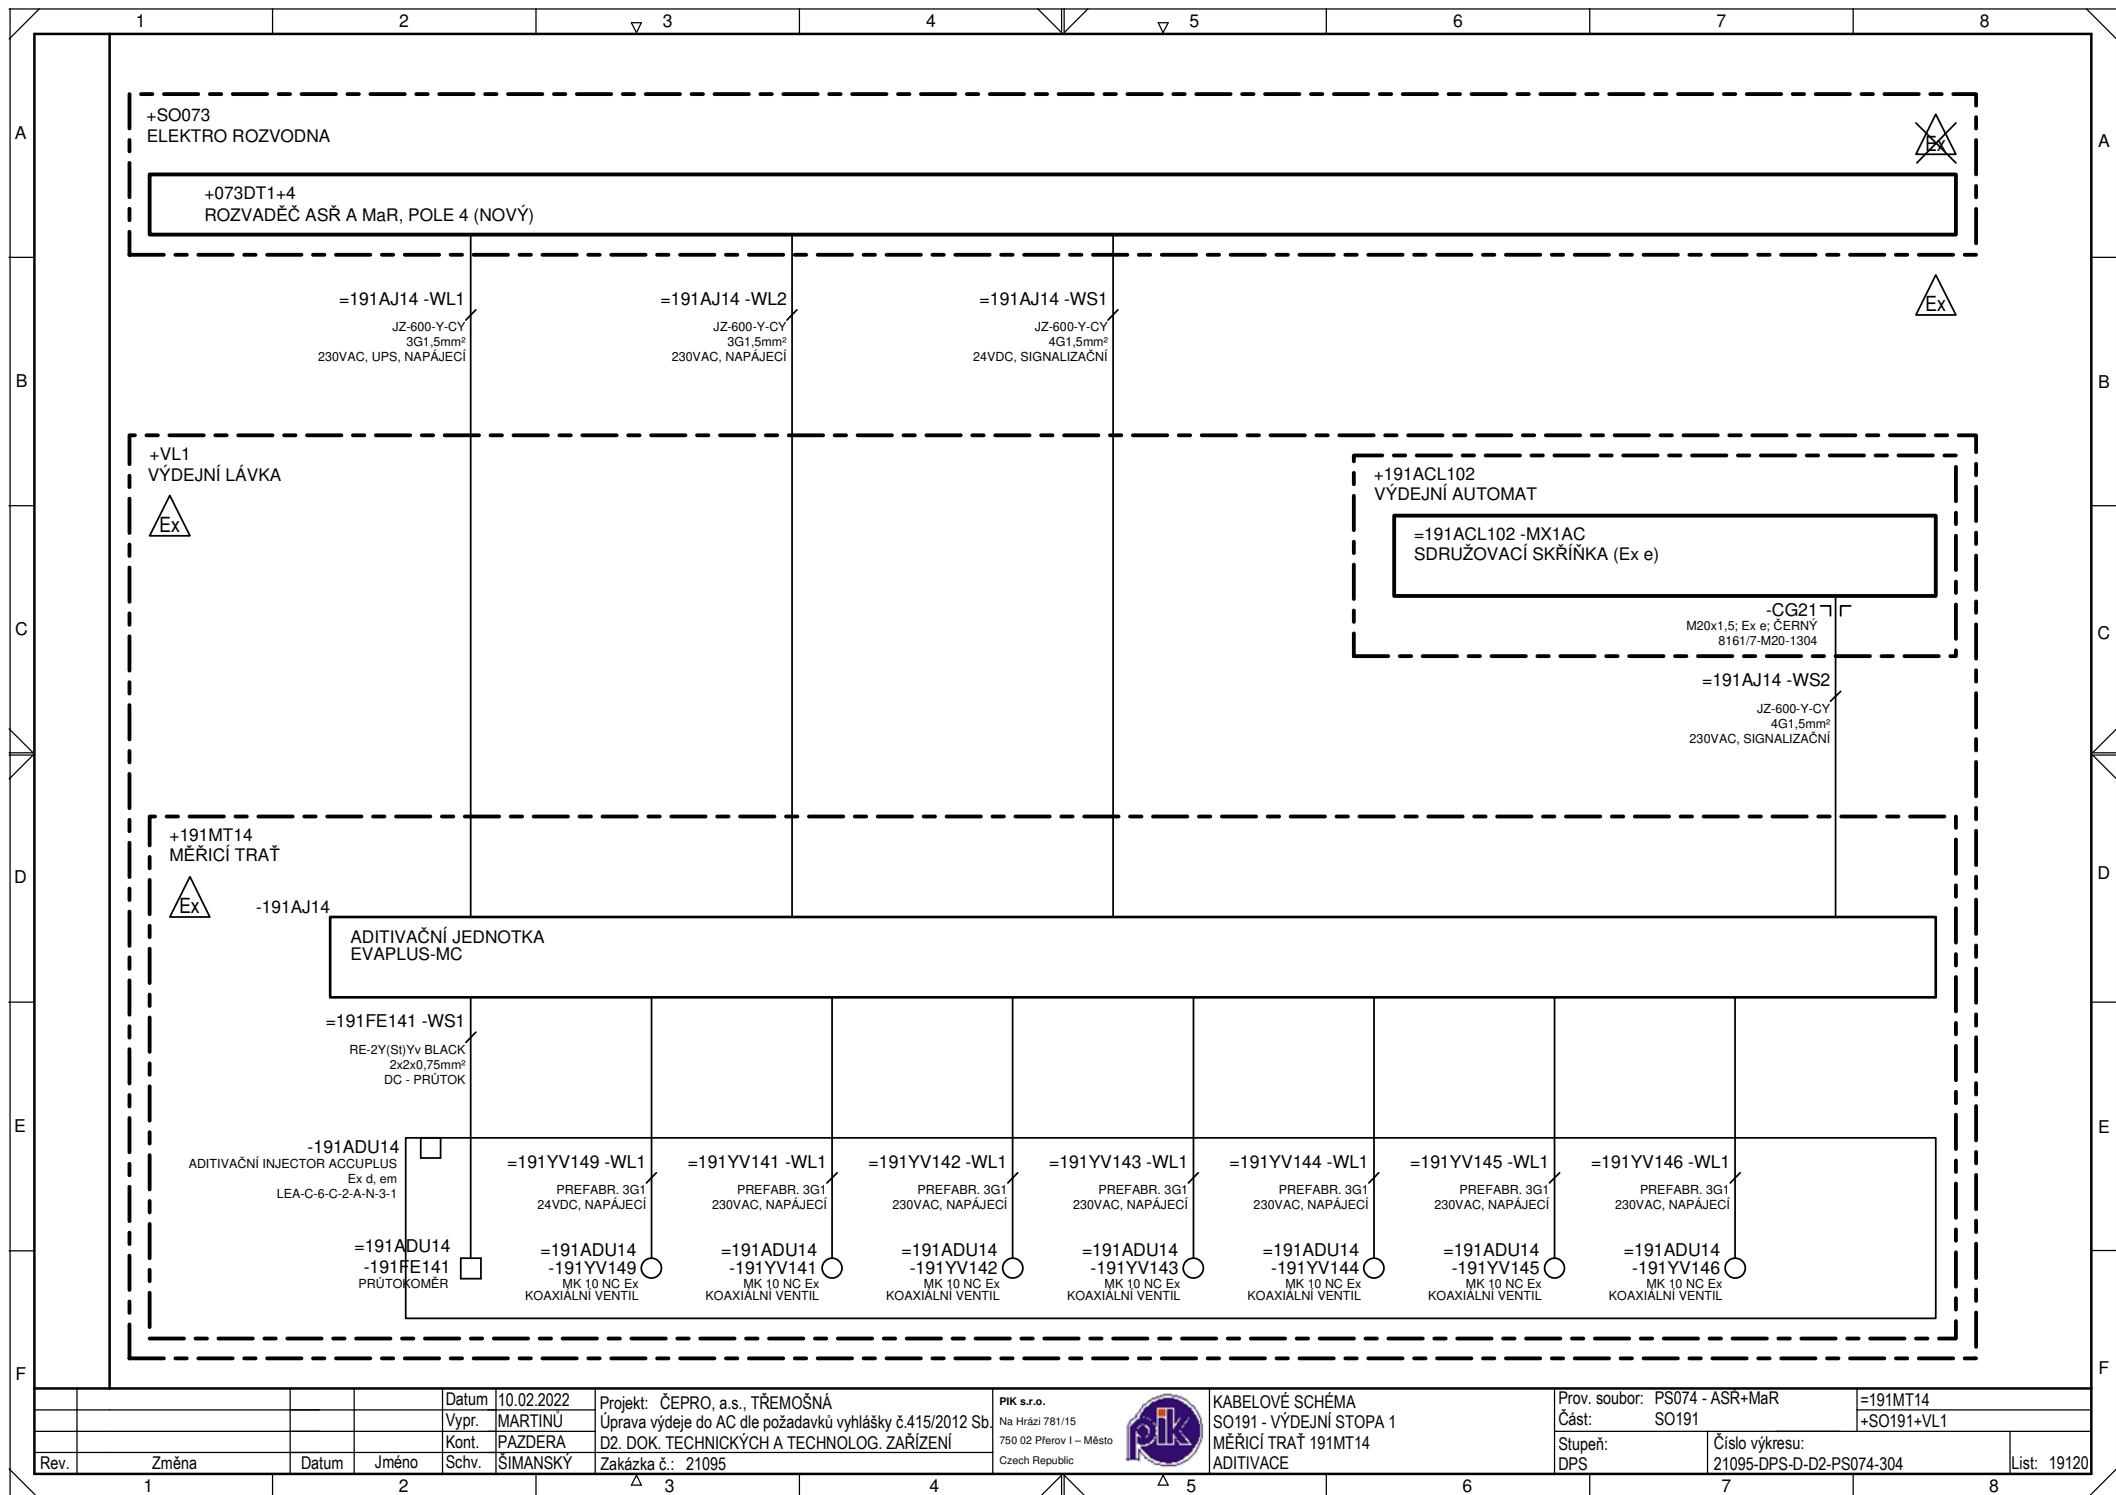 1 2 3 4 5 6 7 8
A
A
+SO073
ELEKTRO ROZVODNA
Ex
+073DT1+4
ROZVADĚČ ASŘ A MaR, POLE 4 (NOVÝ)
=191AJ14 -WL1
JZ-600-Y-CY
3G1,5mm²
230VAC, UPS, NAPÁJECÍ
=191AJ14 -WL2
JZ-600-Y-CY
3G1,5mm²
230VAC, NAPÁJECÍ
=191AJ14 -WS1
JZ-600-Y-CY
4G1,5mm²
24VDC, SIGNALIZAČNÍ
Ex
B
B
+VL1
VÝDEJNÍ LÁVKA
Ex
+191ACL102
VÝDEJNÍ AUTOMAT
=191ACL102 -MX1AC
SDRUŽOVACÍ SKŘÍŇKA (Ex e)
-CG21
M20x1,5; Ex e; ČERNÝ
8161/7-M20-1304
C
C
=191AJ14 -WS2
JZ-600-Y-CY
4G1,5mm²
230VAC, SIGNALIZAČNÍ
+191MT14
MĚŘICÍ TRAŤ
Ex
D
D
-191AJ14
ADITIVAČNÍ JEDNOTKA
EVAPLUS-MC
=191FE141 -WS1
RE-2Y(St)Yv BLACK
2x2x0,75mm²
DC - PRŮTOK
E
E
-191ADU14
ADITIVAČNÍ INJECTOR ACCUPLUS
Ex d, em
LEA-C-6-C-2-A-N-3-1
=191YV149 -WL1
PREFABR. 3G1
24VDC, NAPÁJECÍ
=191YV141 -WL1
PREFABR. 3G1
230VAC, NAPÁJECÍ
=191YV142 -WL1
PREFABR. 3G1
230VAC, NAPÁJECÍ
=191YV143 -WL1
PREFABR. 3G1
230VAC, NAPÁJECÍ
=191YV144 -WL1
PREFABR. 3G1
230VAC, NAPÁJECÍ
=191YV145 -WL1
PREFABR. 3G1
230VAC, NAPÁJECÍ
=191YV146 -WL1
PREFABR. 3G1
230VAC, NAPÁJECÍ
=191ADU14
-191FE141
PRŮTOKOMĚR
=191ADU14
-191YV149
MK 10 NC Ex
KOAXIÁLNÍ VENTIL
=191ADU14
-191YV141
MK 10 NC Ex
KOAXIÁLNÍ VENTIL
=191ADU14
-191YV142
MK 10 NC Ex
KOAXIÁLNÍ VENTIL
=191ADU14
-191YV143
MK 10 NC Ex
KOAXIÁLNÍ VENTIL
=191ADU14
-191YV144
MK 10 NC Ex
KOAXIÁLNÍ VENTIL
=191ADU14
-191YV145
MK 10 NC Ex
KOAXIÁLNÍ VENTIL
=191ADU14
-191YV146
MK 10 NC Ex
KOAXIÁLNÍ VENTIL
F
F
Rev. Změna Datum Jméno
Datum 10.02.2022
Vypr. MARTINŮ
Kont. PAZDERA
Schv. ŠIMANSKÝ
Projekt: ČEPRO, a.s., TŘEMOŠNÁ
Úprava výdeje do AC dle požadavků vyhlášky č.415/2012 Sb.
D2. DOK. TECHNICKÝCH A TECHNOLOG. ZAŘÍZENÍ
Zakázka č.: 21095
PIK s.r.o.
Na Hrázi 781/15
750 02 Přerov I – Město
Czech Republic
pik
KABELOVÉ SCHÉMA
SO191 - VÝDEJNÍ STOPA 1
MĚŘICÍ TRAŤ 191MT14
ADITIVACE
Prov. soubor: PS074 - ASŘ+MaR
Část: SO191
=191MT14
+SO191+VL1
Stupeň:
DPS
Číslo výkresu:
21095-DPS-D-D2-PS074-304
List: 19120
1 2 3 4 5 6 7 8